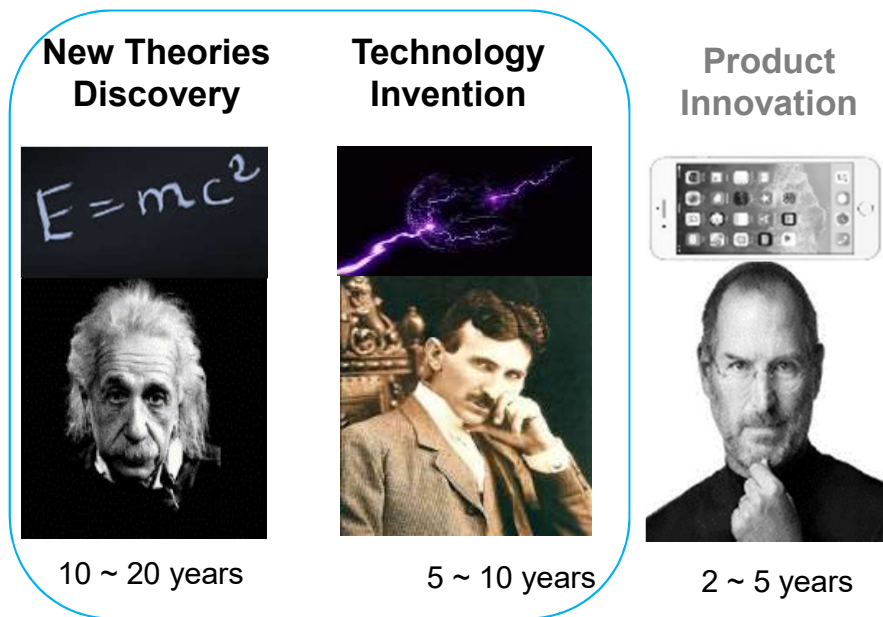 New Theories
Discovery
Technology
Invention
Product
Innovation
E = mc²
10 ~ 20 years
5 ~ 10 years
2 ~ 5 years